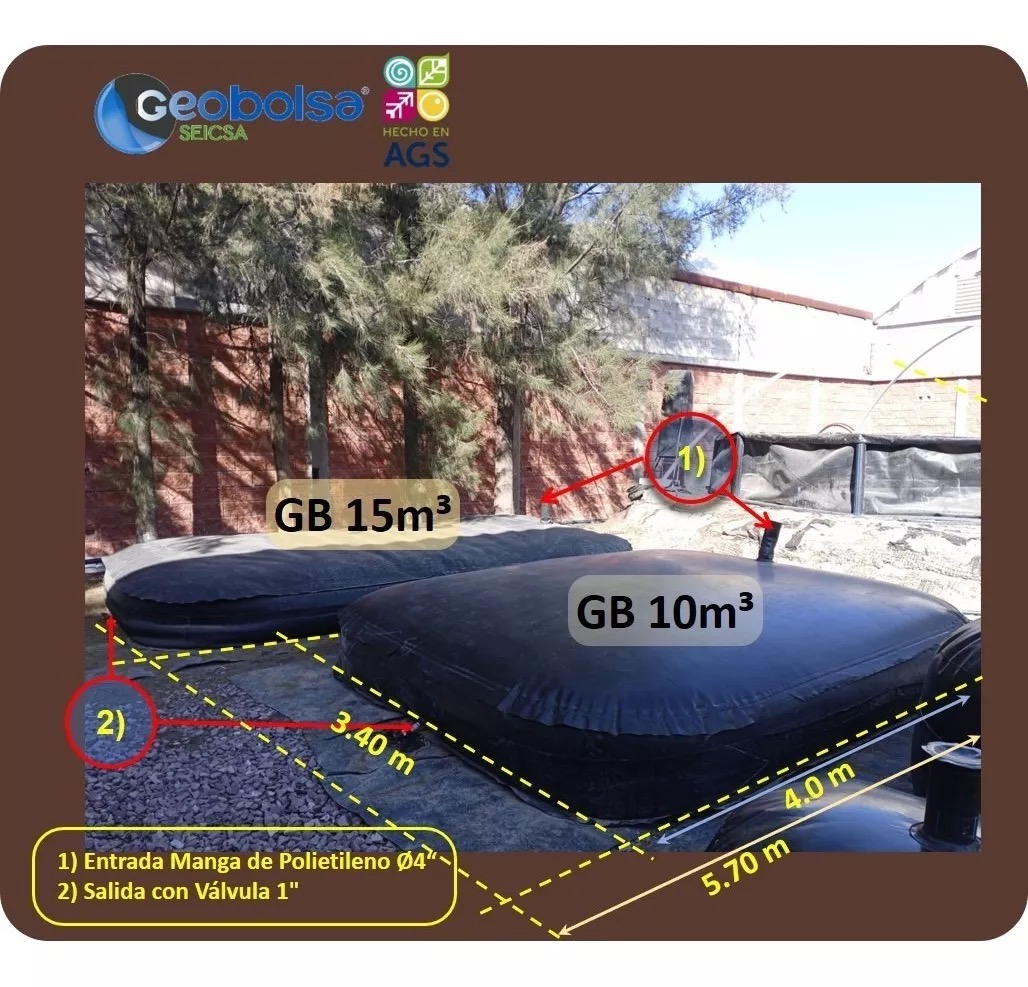 Geobolsa®
SEICSA
HECHO EN
AGS
1)
GB 15m³
GB 10m³
2)
3.40 m
4.0 m
5.70 m
1) Entrada Manga de Polietileno Ø4“
2) Salida con Válvula 1"